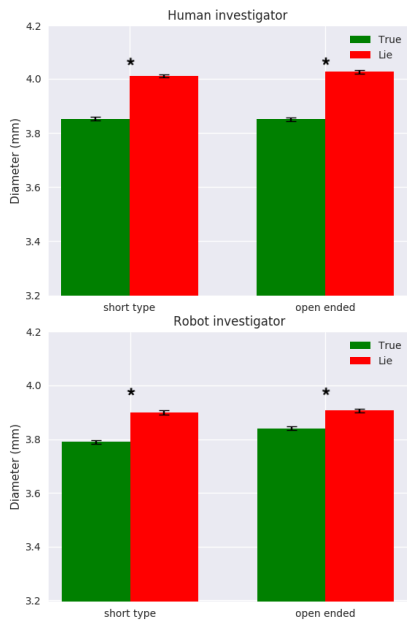 Human investigator
True
Lie
4.2
4.0
3.8
3.6
3.4
3.2
Diameter (mm)
*
*
short type
open ended
Robot investigator
True
Lie
4.2
4.0
3.8
3.6
3.4
3.2
Diameter (mm)
*
*
short type
open ended